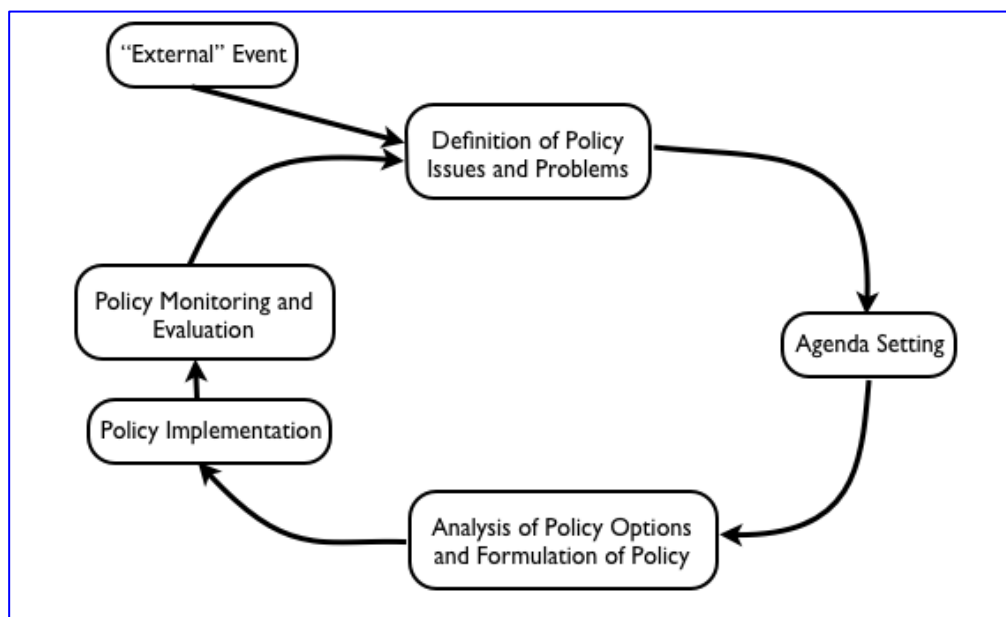 “External” Event
Definition of Policy
Issues and Problems
Policy Monitoring and
Evaluation
Agenda Setting
Policy Implementation
Analysis of Policy Options
and Formulation of Policy